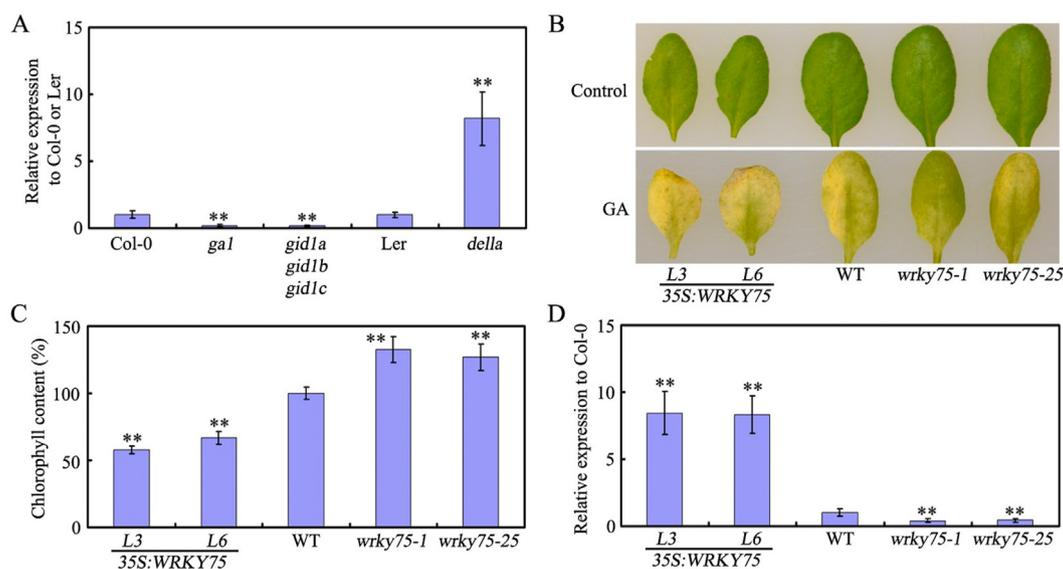 A
Relative expression
to Col-0 or Ler
15
10
5
0
**
**
**
Col-0
ga1
gid1a
gid1b
gid1c
Ler
della
B
Control
GA
L3
L6
WT
wrky75-1
wrky75-25
35S:WRKY75
C
Chlorophyll content (%)
150
100
50
0
**
**
**
**
L3
L6
WT
wrky75-1
wrky75-25
35S:WRKY75
D
Relative expression to Col-0
15
10
5
0
**
**
**
**
L3
L6
WT
wrky75-1
wrky75-25
35S:WRKY75